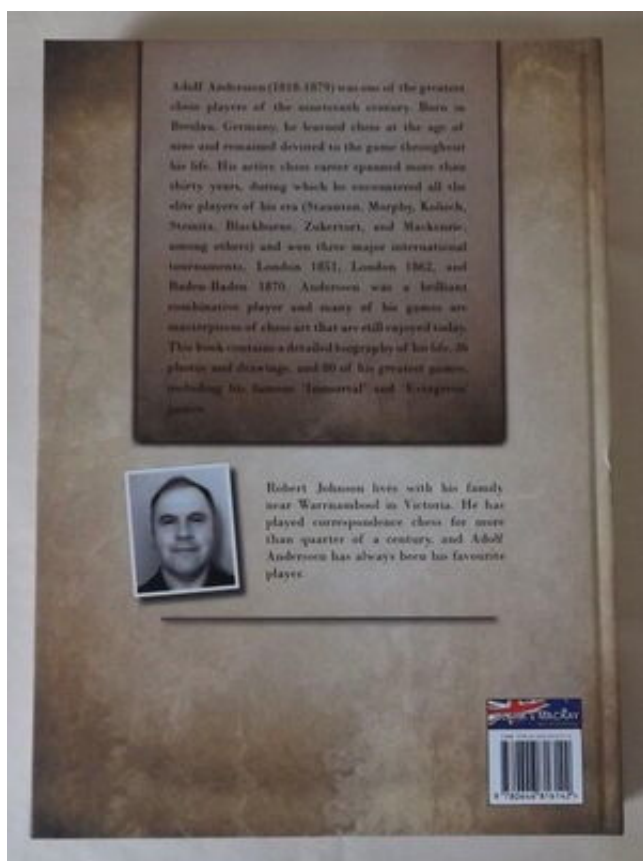 Adolf Anderssen (1818-1879) was one of the greatest
chess players of the nineteenth century. Born in
Breslau, Germany, he learned chess at the age of
nine and remained devoted to the game throughout
his life. His active chess career spanned more than
thirty years, during which he encountered all the
elite players of his era (Staunton, Morphy, Kolisch,
Steinitz, Blackburne, Zukertort, and Mackenzie,
among others) and won three major international
tournaments, London 1851, London 1862, and
Baden-Baden 1870. Anderssen was a brilliant
combinative player and many of his games are
masterpieces of chess art that are still enjoyed today.
This book contains a detailed biography of his life,
photos and drawings, and 80 of his greatest games,
including his famous 'Immortal' and 'Evergreen'
games.
Robert Johnson lives with his family
near Warrnambool in Victoria. He has
played correspondence chess for more
than quarter of a century, and Adolf
Anderssen has always been his favourite
player.
MACKAY